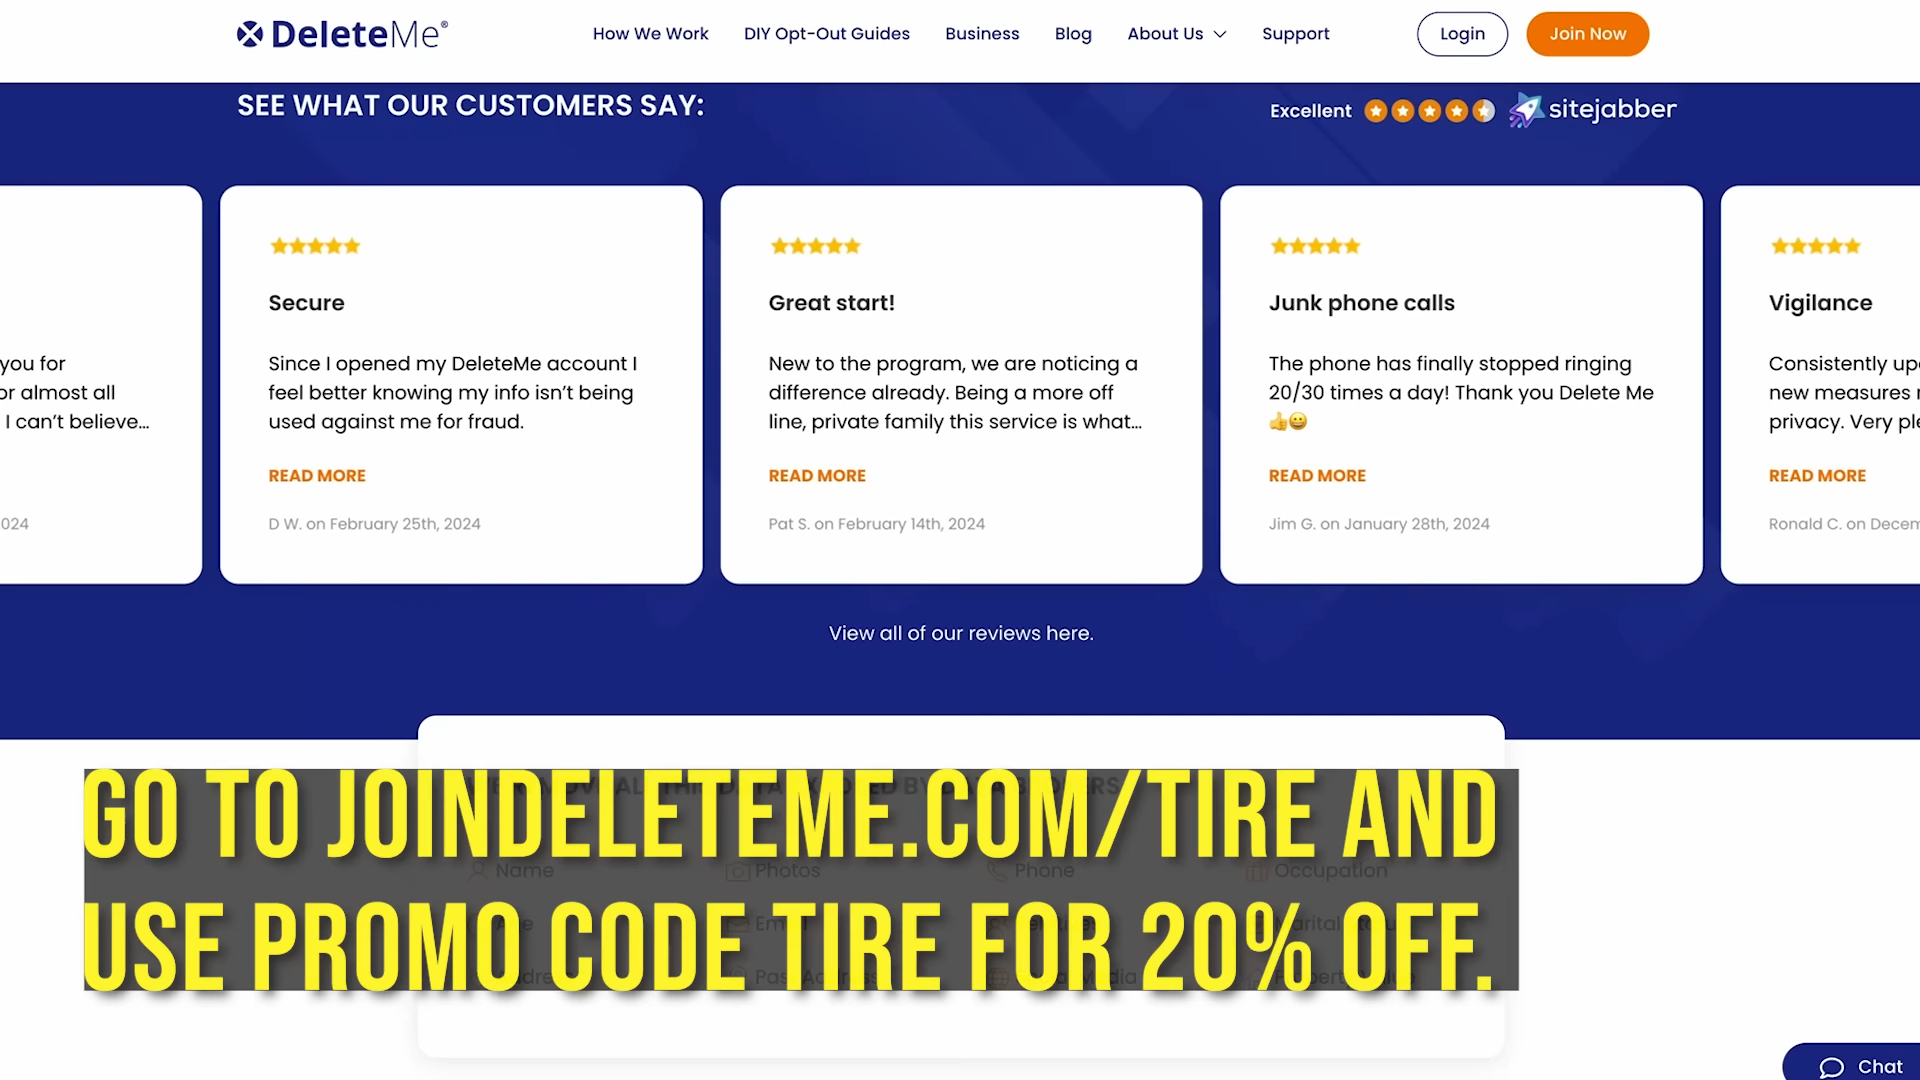 DeleteMe®
How We Work
DIY Opt-Out Guides
Business
Blog
About Us
Support
Login
Join Now
SEE WHAT OUR CUSTOMERS SAY:
Excellent
sitejabber
you for
or almost all
I can't believe...
024
Secure
Since I opened my DeleteMe account I
feel better knowing my info isn't being
used against me for fraud.
READ MORE
D W. on February 25th, 2024
Great start!
New to the program, we are noticing a
difference already. Being a more off
line, private family this service is what...
READ MORE
Pat S. on February 14th, 2024
Junk phone calls
The phone has finally stopped ringing
20/30 times a day! Thank you Delete Me
👍😀
READ MORE
Jim G. on January 28th, 2024
Vigilance
Consistently up
new measures
privacy. Very pl
READ MORE
Ronald C. on Decem
View all of our reviews here.
GO TO JOINDELETEME.COM/TIRE AND
USE PROMO CODE TIRE FOR 20% OFF.
Name
Photos
Phone
Occupation
Chat